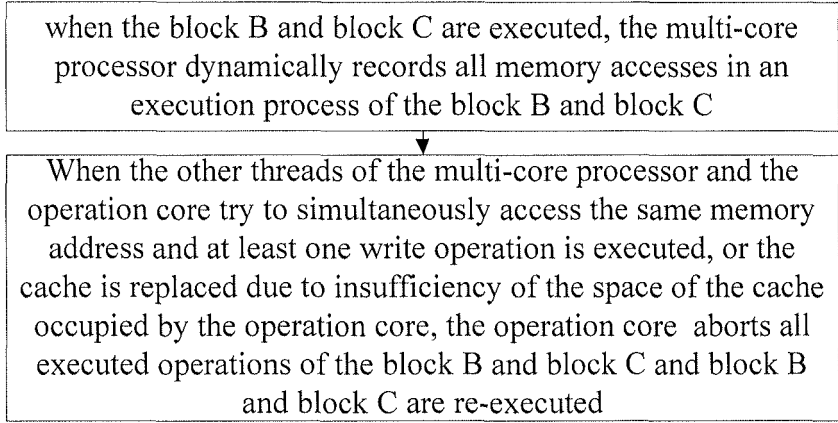 when the block B and block C are executed, the multi-core
processor dynamically records all memory accesses in an
execution process of the block B and block C
When the other threads of the multi-core processor and the
operation core try to simultaneously access the same memory
address and at least one write operation is executed, or the
cache is replaced due to insufficiency of the space of the cache
occupied by the operation core, the operation core aborts all
executed operations of the block B and block C and block B
and block C are re-executed